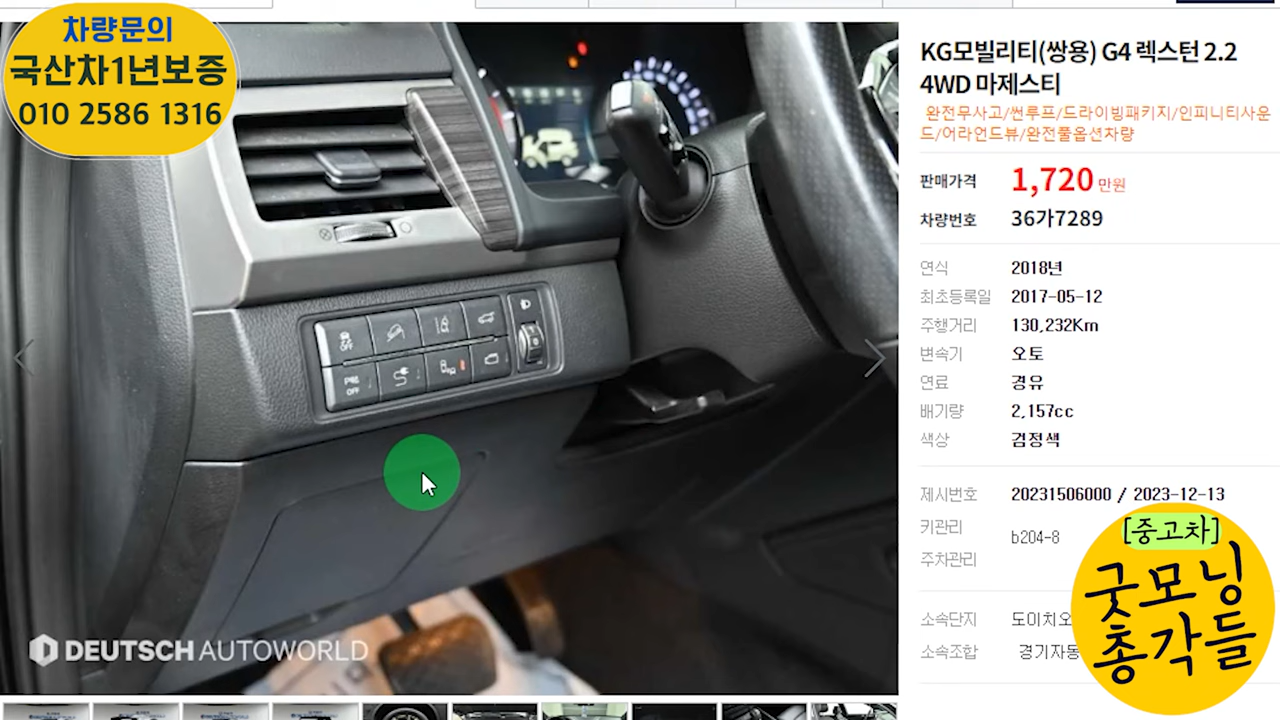 차량문의
국산차1년보증
010 2586 1316
KG모빌리티(쌍용) G4 렉스턴 2.2
4WD 마제스티
완전무사고/썬루프/드라이빙패키지/인피니티사운
드/어라언드뷰/완전풀옵션차량
판매가격 1,720 만원
차량번호 36가7289
연식 2018년
최초등록일 2017-05-12
주행거리 130,232Km
변속기 오토
연료 경유
배기량 2,157cc
색상 검정색
제시번호 20231506000 / 2023-12-13
키관리
b204-8
주차관리
소속단지 도이치오
소속조합 경기자동
[중고차]
굿모닝
총각들
OFF
OFF
DEUTSCH AUTOWORLD